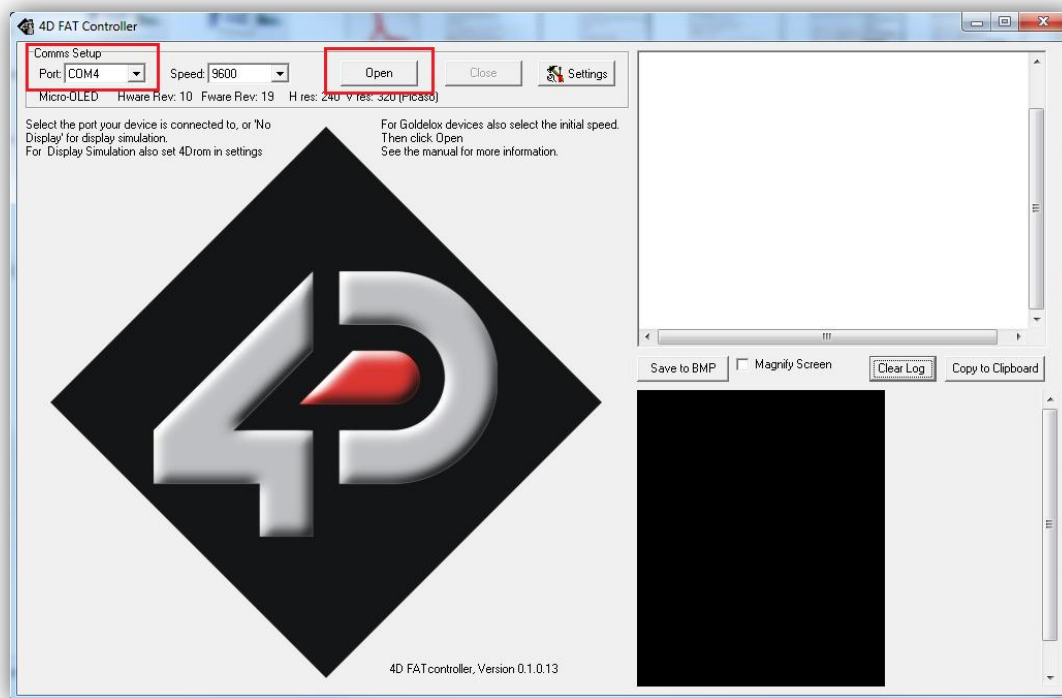 4D FAT Controller
Comms Setup
Port: COM4 Speed: 9600 Open Close Settings
Micro-OLED Hware Rev: 10 Fware Rev: 19 H res: 240 V res: 320 (Picaso)
Select the port your device is connected to, or 'No
Display' for display simulation.
For Display Simulation also set 4Drom in settings
For Goldelox devices also select the initial speed.
Then click Open
See the manual for more information.
4D
Save to BMP Magnify Screen Clear Log Copy to Clipboard
4D FATcontroller, Version 0.1.0.13